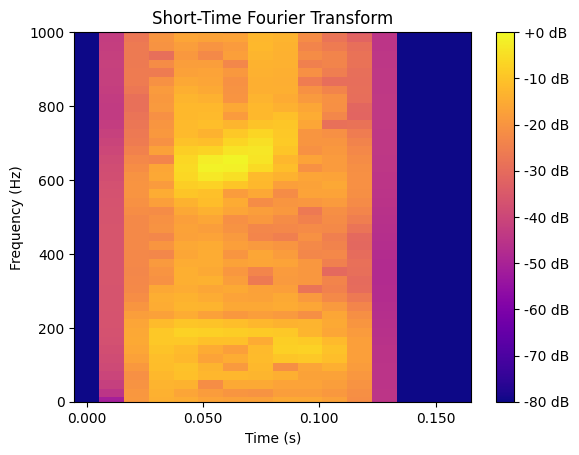 Short-Time Fourier Transform
1000
800
600
400
200
0
Frequency (Hz)
0.000
0.050
0.100
0.150
Time (s)
+0 dB
-10 dB
-20 dB
-30 dB
-40 dB
-50 dB
-60 dB
-70 dB
-80 dB